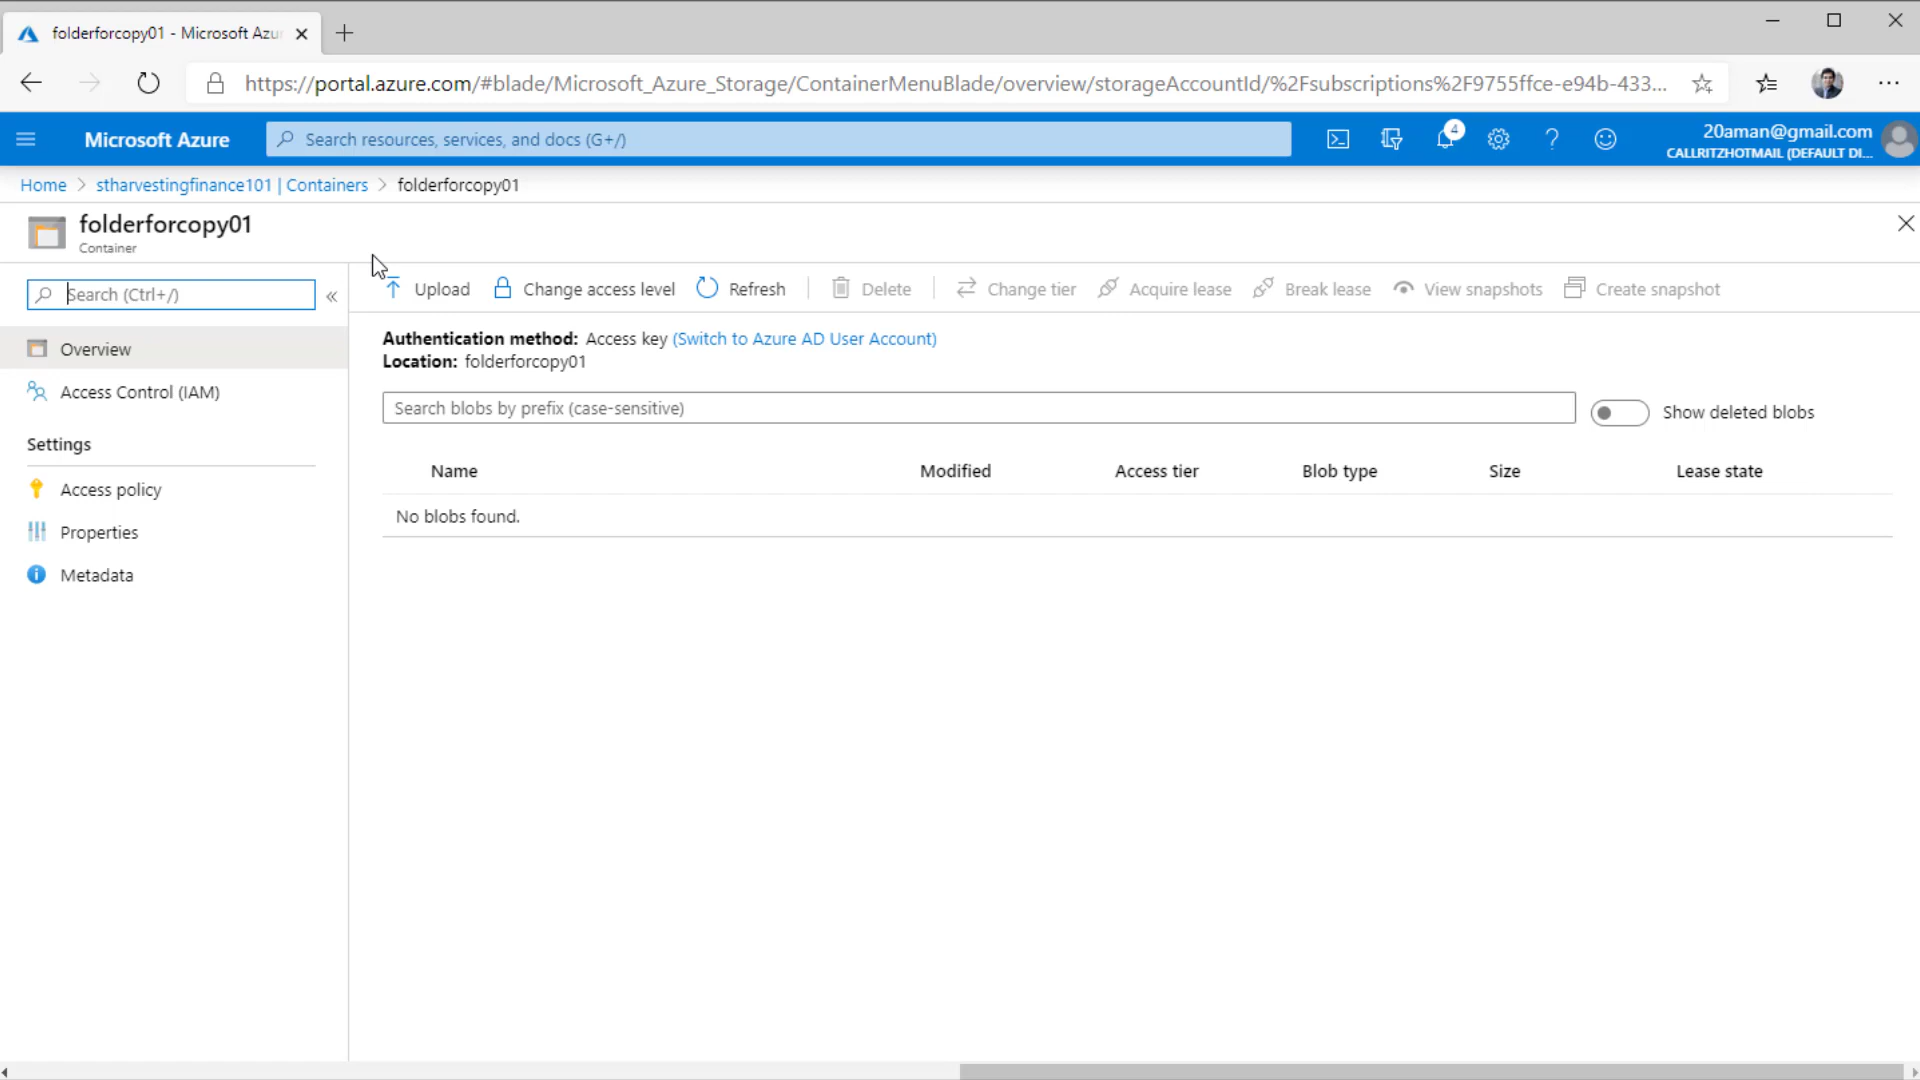 folderforcopy01 - Microsoft Azu
https://portal.azure.com/#blade/Microsoft_Azure_Storage/ContainerMenuBlade/overview/storageAccountId/%2Fsubscriptions%2F9755ffce-e94b-433...
Microsoft Azure
Search resources, services, and docs (G+/)
4
20aman@gmail.com
CALLRITZHOTMAIL (DEFAULT DI...
Home > stharvestingfinance101 | Containers > folderforcopy01
folderforcopy01
Container
Search (Ctrl+/)
«
Upload
Change access level
Refresh
Delete
Change tier
Acquire lease
Break lease
View snapshots
Create snapshot
Overview
Access Control (IAM)
Settings
Access policy
Properties
Metadata
Authentication method: Access key (Switch to Azure AD User Account)
Location: folderforcopy01
Search blobs by prefix (case-sensitive)
Show deleted blobs
Name Modified Access tier Blob type Size Lease state
No blobs found.